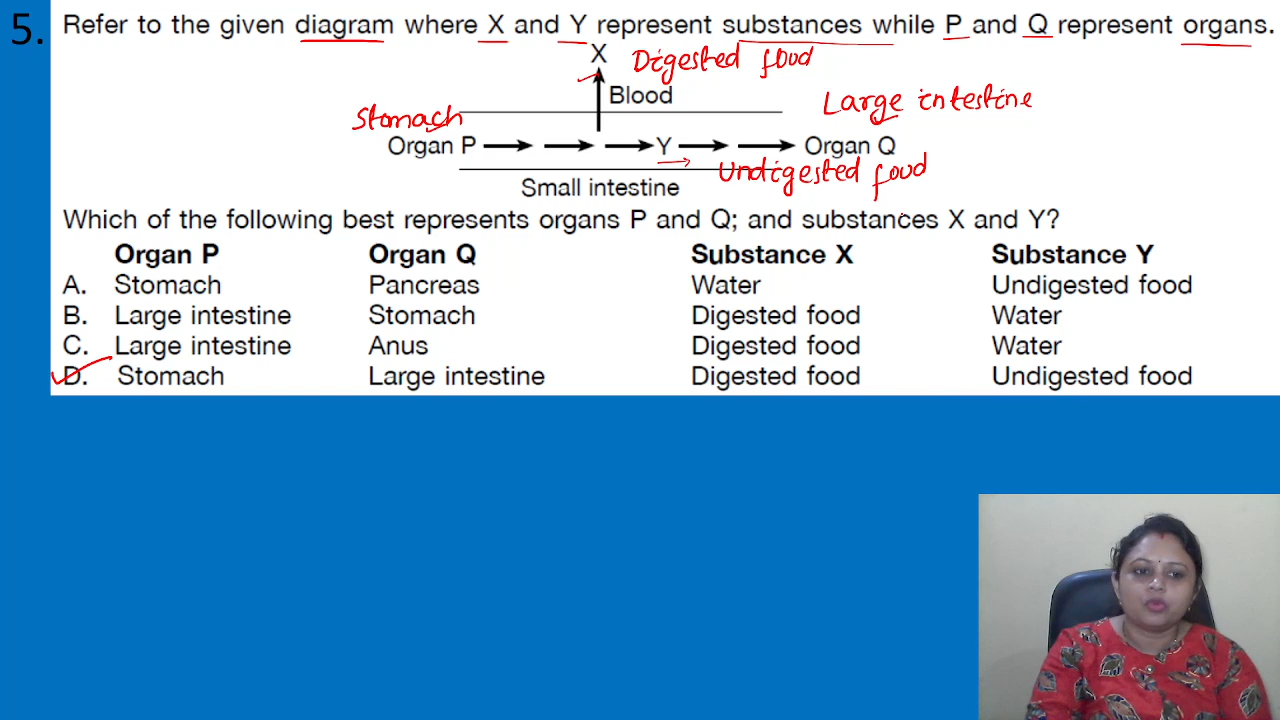 5. Refer to the given diagram where X and Y represent substances while P and Q represent organs.
X Digested food
Blood
Large intestine
Stomach
Organ P Y Organ Q
Undigested food
Small intestine
Which of the following best represents organs P and Q; and substances X and Y?
Organ P Organ Q Substance X Substance Y
A. Stomach Pancreas Water Undigested food
B. Large intestine Stomach Digested food Water
C. Large intestine Anus Digested food Water
D. Stomach Large intestine Digested food Undigested food